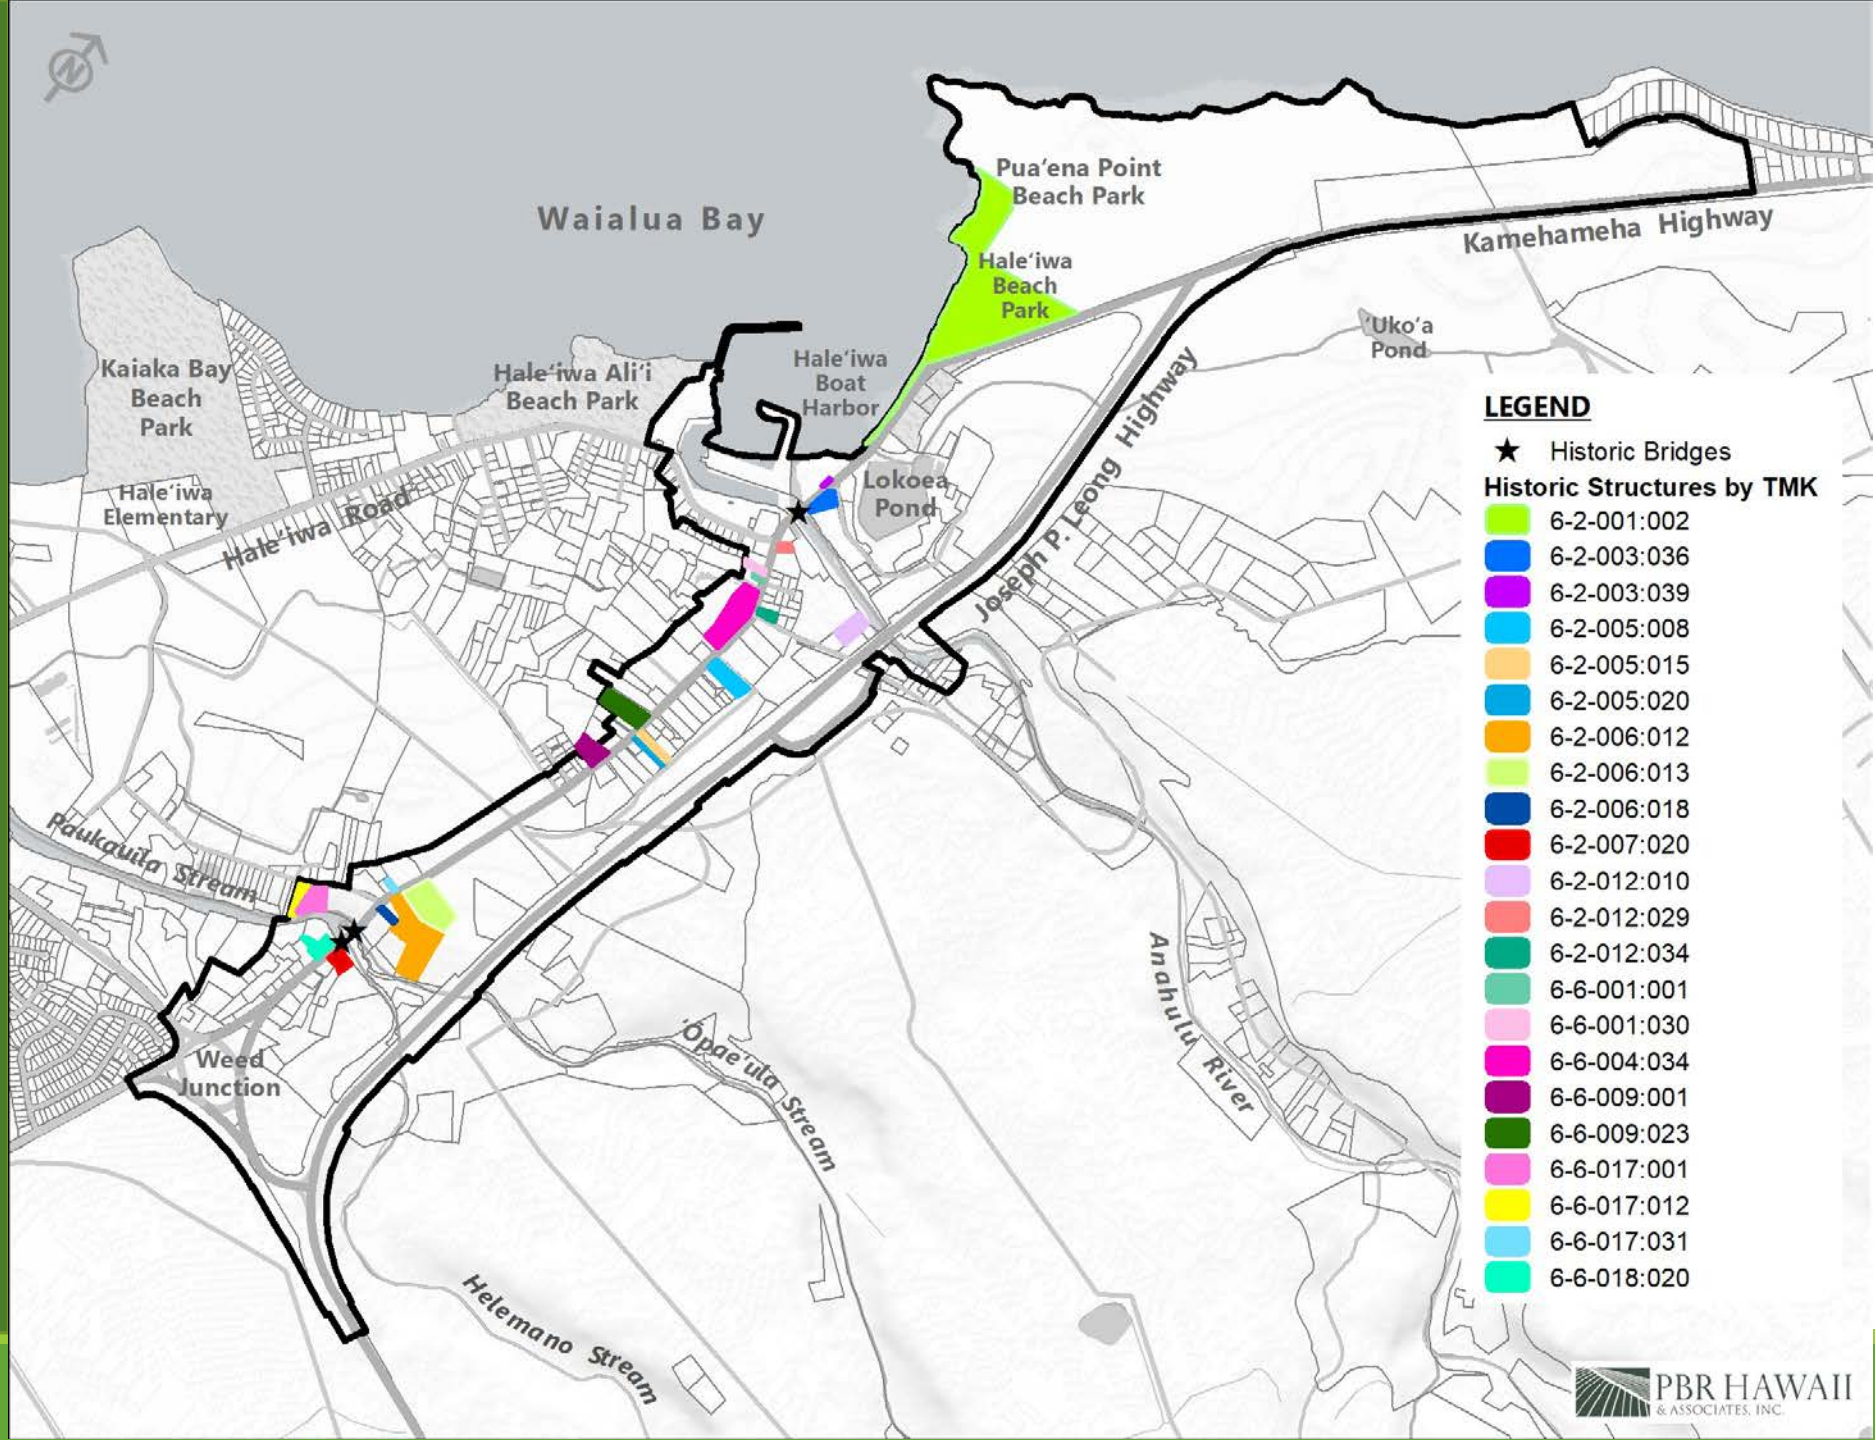 N
Pua‘ena Point
Beach Park
Waialua Bay
Kamehameha Highway
Hale‘iwa
Beach
Park
‘Uko‘a
Pond
Kaiaka Bay
Beach
Park
Hale‘iwa Ali‘i
Beach Park
Hale‘iwa
Boat
Harbor
Joseph P. Leong Highway
Hale‘iwa
Elementary
Hale‘iwa Road
Lokoea
Pond
Paukauila Stream
Weed
Junction
‘Ōpae‘ula Stream
Anahulu River
Helemano Stream
LEGEND
Historic Bridges
Historic Structures by TMK
6-2-001:002
6-2-003:036
6-2-003:039
6-2-005:008
6-2-005:015
6-2-005:020
6-2-006:012
6-2-006:013
6-2-006:018
6-2-007:020
6-2-012:010
6-2-012:029
6-2-012:034
6-6-001:001
6-6-001:030
6-6-004:034
6-6-009:001
6-6-009:023
6-6-017:001
6-6-017:012
6-6-017:031
6-6-018:020
PBR HAWAII
& ASSOCIATES, INC.